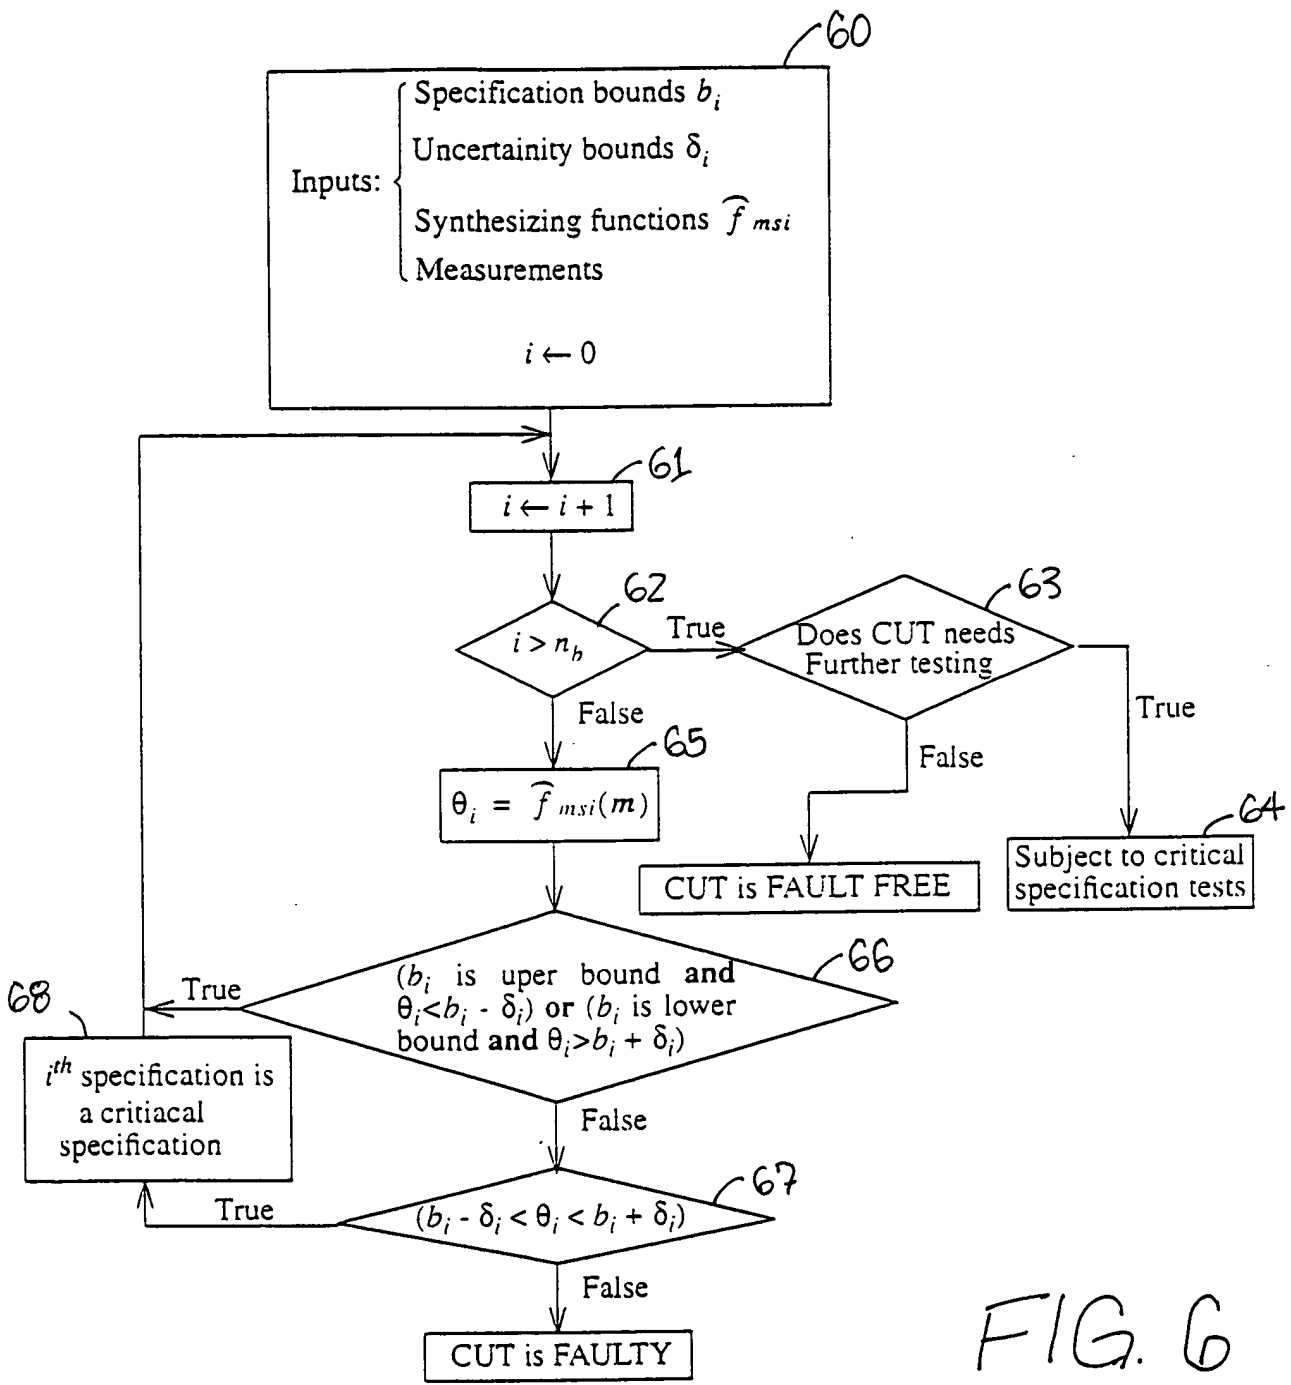 60
Specification bounds b_i
Uncertainity bounds δ_i
Inputs:
Synthesizing functions f̂_msi
Measurements
i ← 0
61
i ← i + 1
62
i > n_b
True
63
Does CUT needs
Further testing
True
False
False
65
θ_i = f̂_msi(m)
64
Subject to critical
specification tests
CUT is FAULT FREE
66
(b_i is uper bound and
θ_i<b_i - δ_i) or (b_i is lower
bound and θ_i>b_i + δ_i)
True
68
i^th specification is
a critiacal
specification
False
67
(b_i - δ_i < θ_i < b_i + δ_i)
True
False
CUT is FAULTY
FIG. 6